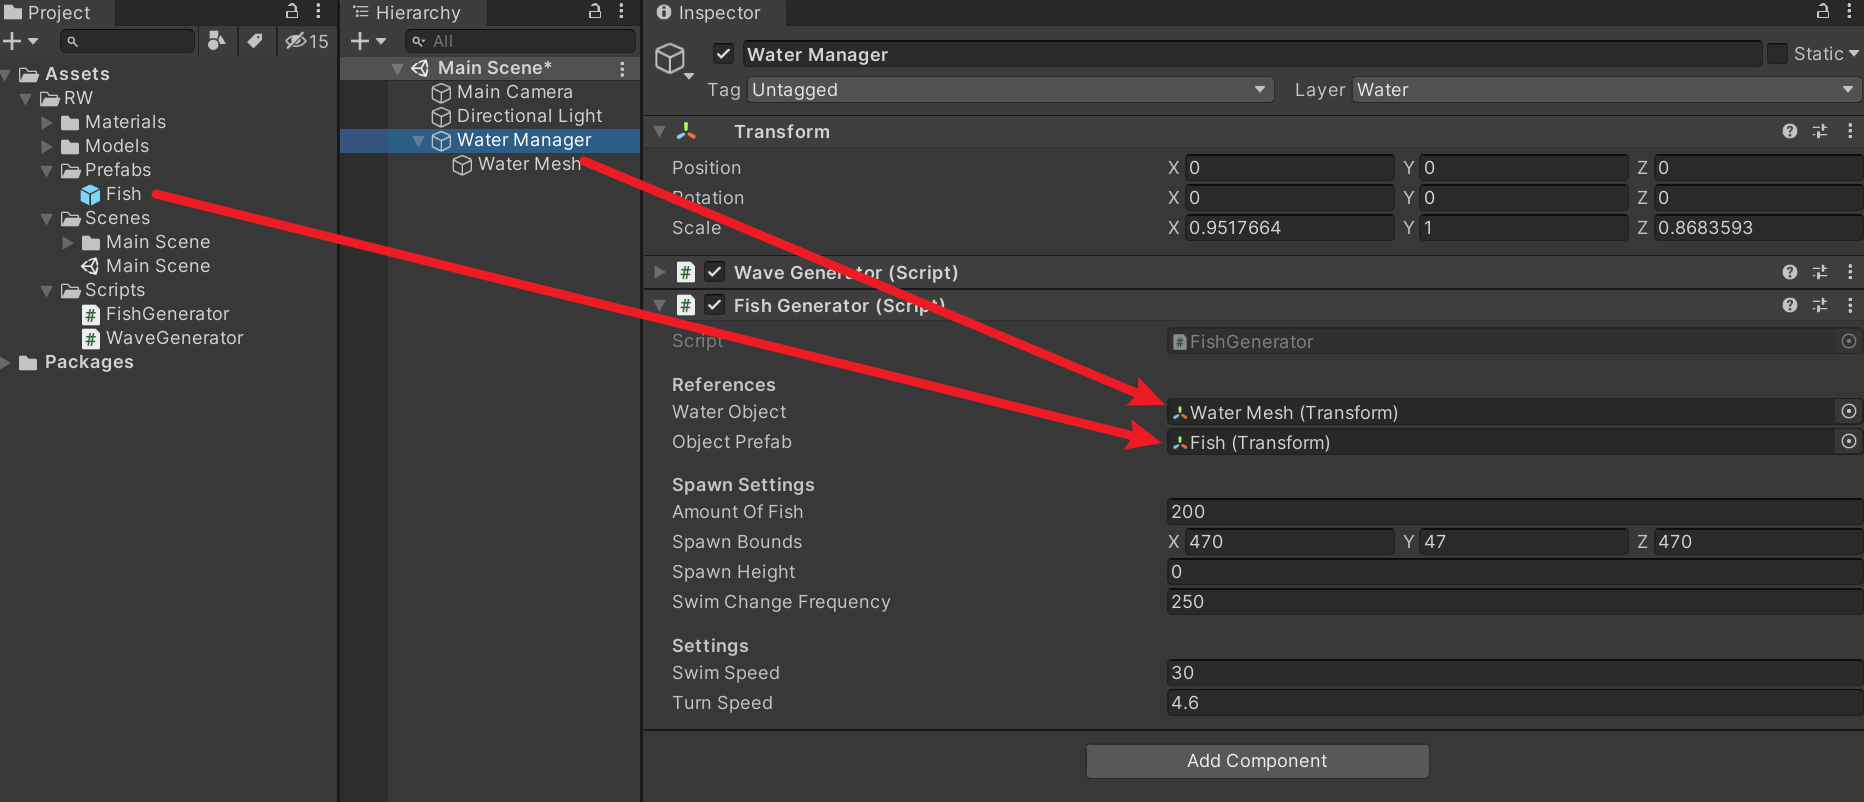 Project
15
Assets
RW
Materials
Models
Prefabs
Fish
Scenes
Main Scene
Main Scene
Scripts
FishGenerator
WaveGenerator
Packages
Hierarchy
All
Main Scene*
Main Camera
Directional Light
Water Manager
Water Mesh
Inspector
Water Manager
Static
Tag Untagged Layer Water
Transform
Position X 0 Y 0 Z 0
Rotation X 0 Y 0 Z 0
Scale X 0.9517664 Y 1 Z 0.8683593
# Wave Generator (Script)
# Fish Generator (Script)
Script # FishGenerator
References
Water Object Water Mesh (Transform)
Object Prefab Fish (Transform)
Spawn Settings
Amount Of Fish 200
Spawn Bounds X 470 Y 47 Z 470
Spawn Height 0
Swim Change Frequency 250
Settings
Swim Speed 30
Turn Speed 4.6
Add Component